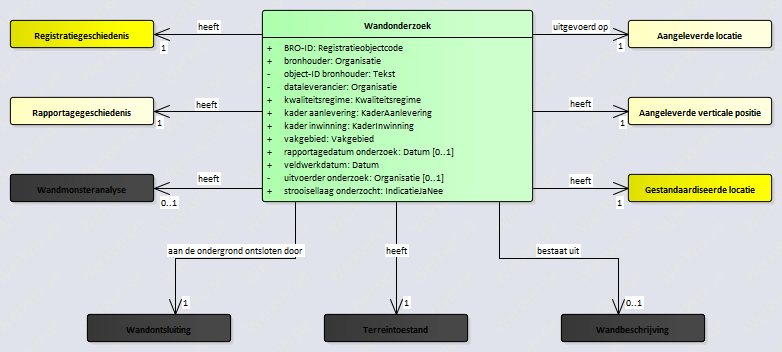 Wandonderzoek
+ BRO-ID: Registratieobjectcode
+ bronhouder: Organisatie
- object-ID bronhouder: Tekst
- dataleverancier: Organisatie
+ kwaliteitsregime: Kwaliteitsregime
+ kader aanlevering: KaderAanlevering
+ kader inwinning: KaderInwinning
+ vakgebied: Vakgebied
+ rapportagedatum onderzoek: Datum [0..1]
+ veldwerkdatum: Datum
- uitvoerder onderzoek: Organisatie [0..1]
+ strooisellaag onderzocht: IndicatieJaNee
Registratiegeschiedenis
heeft
1
Rapportagegeschiedenis
heeft
1
Wandmonsteranalyse
heeft
0..1
uitgevoerd op
1
Aangeleverde locatie
heeft
1
Aangeleverde verticale positie
heeft
1
Gestandaardiseerde locatie
aan de ondergrond ontsloten door
1
Wandontsluiting
heeft
1
Terreintoestand
bestaat uit
0..1
Wandbeschrijving